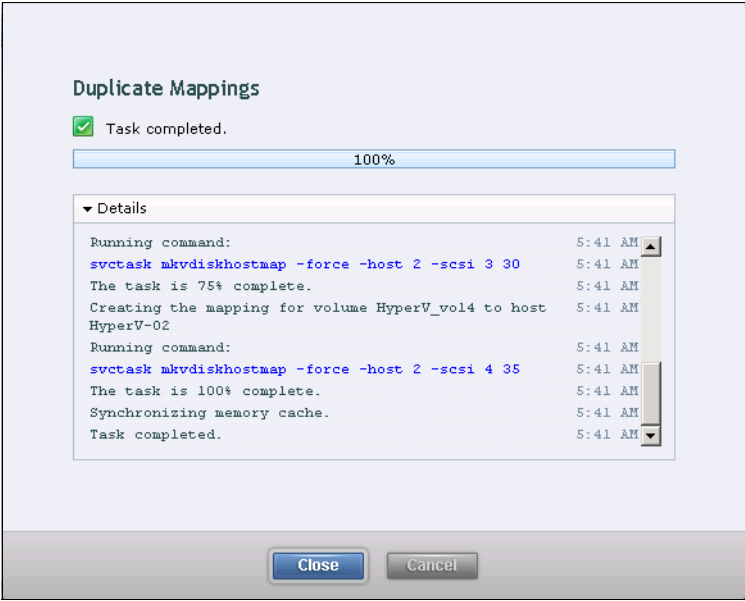 Duplicate Mappings
Task completed.
100%
Details
Running command: 5:41 AM
svctask mkvdiskhostmap -force -host 2 -scsi 3 30 5:41 AM
The task is 75% complete. 5:41 AM
Creating the mapping for volume HyperV_vol4 to host 5:41 AM
HyperV-02
Running command: 5:41 AM
svctask mkvdiskhostmap -force -host 2 -scsi 4 35 5:41 AM
The task is 100% complete. 5:41 AM
Synchronizing memory cache. 5:41 AM
Task completed. 5:41 AM
Close Cancel